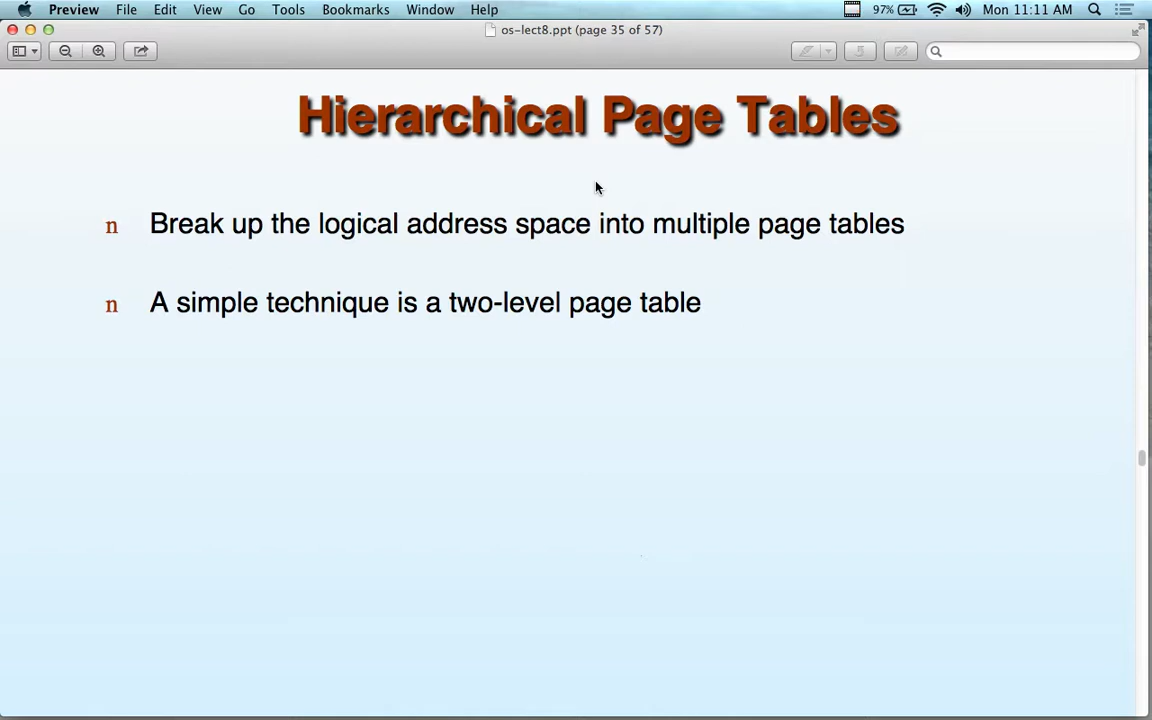 Preview File Edit View Go Tools Bookmarks Window Help 97% Mon 11:11 AM
os-lect8.ppt (page 35 of 57)
Hierarchical Page Tables
n Break up the logical address space into multiple page tables
n A simple technique is a two-level page table